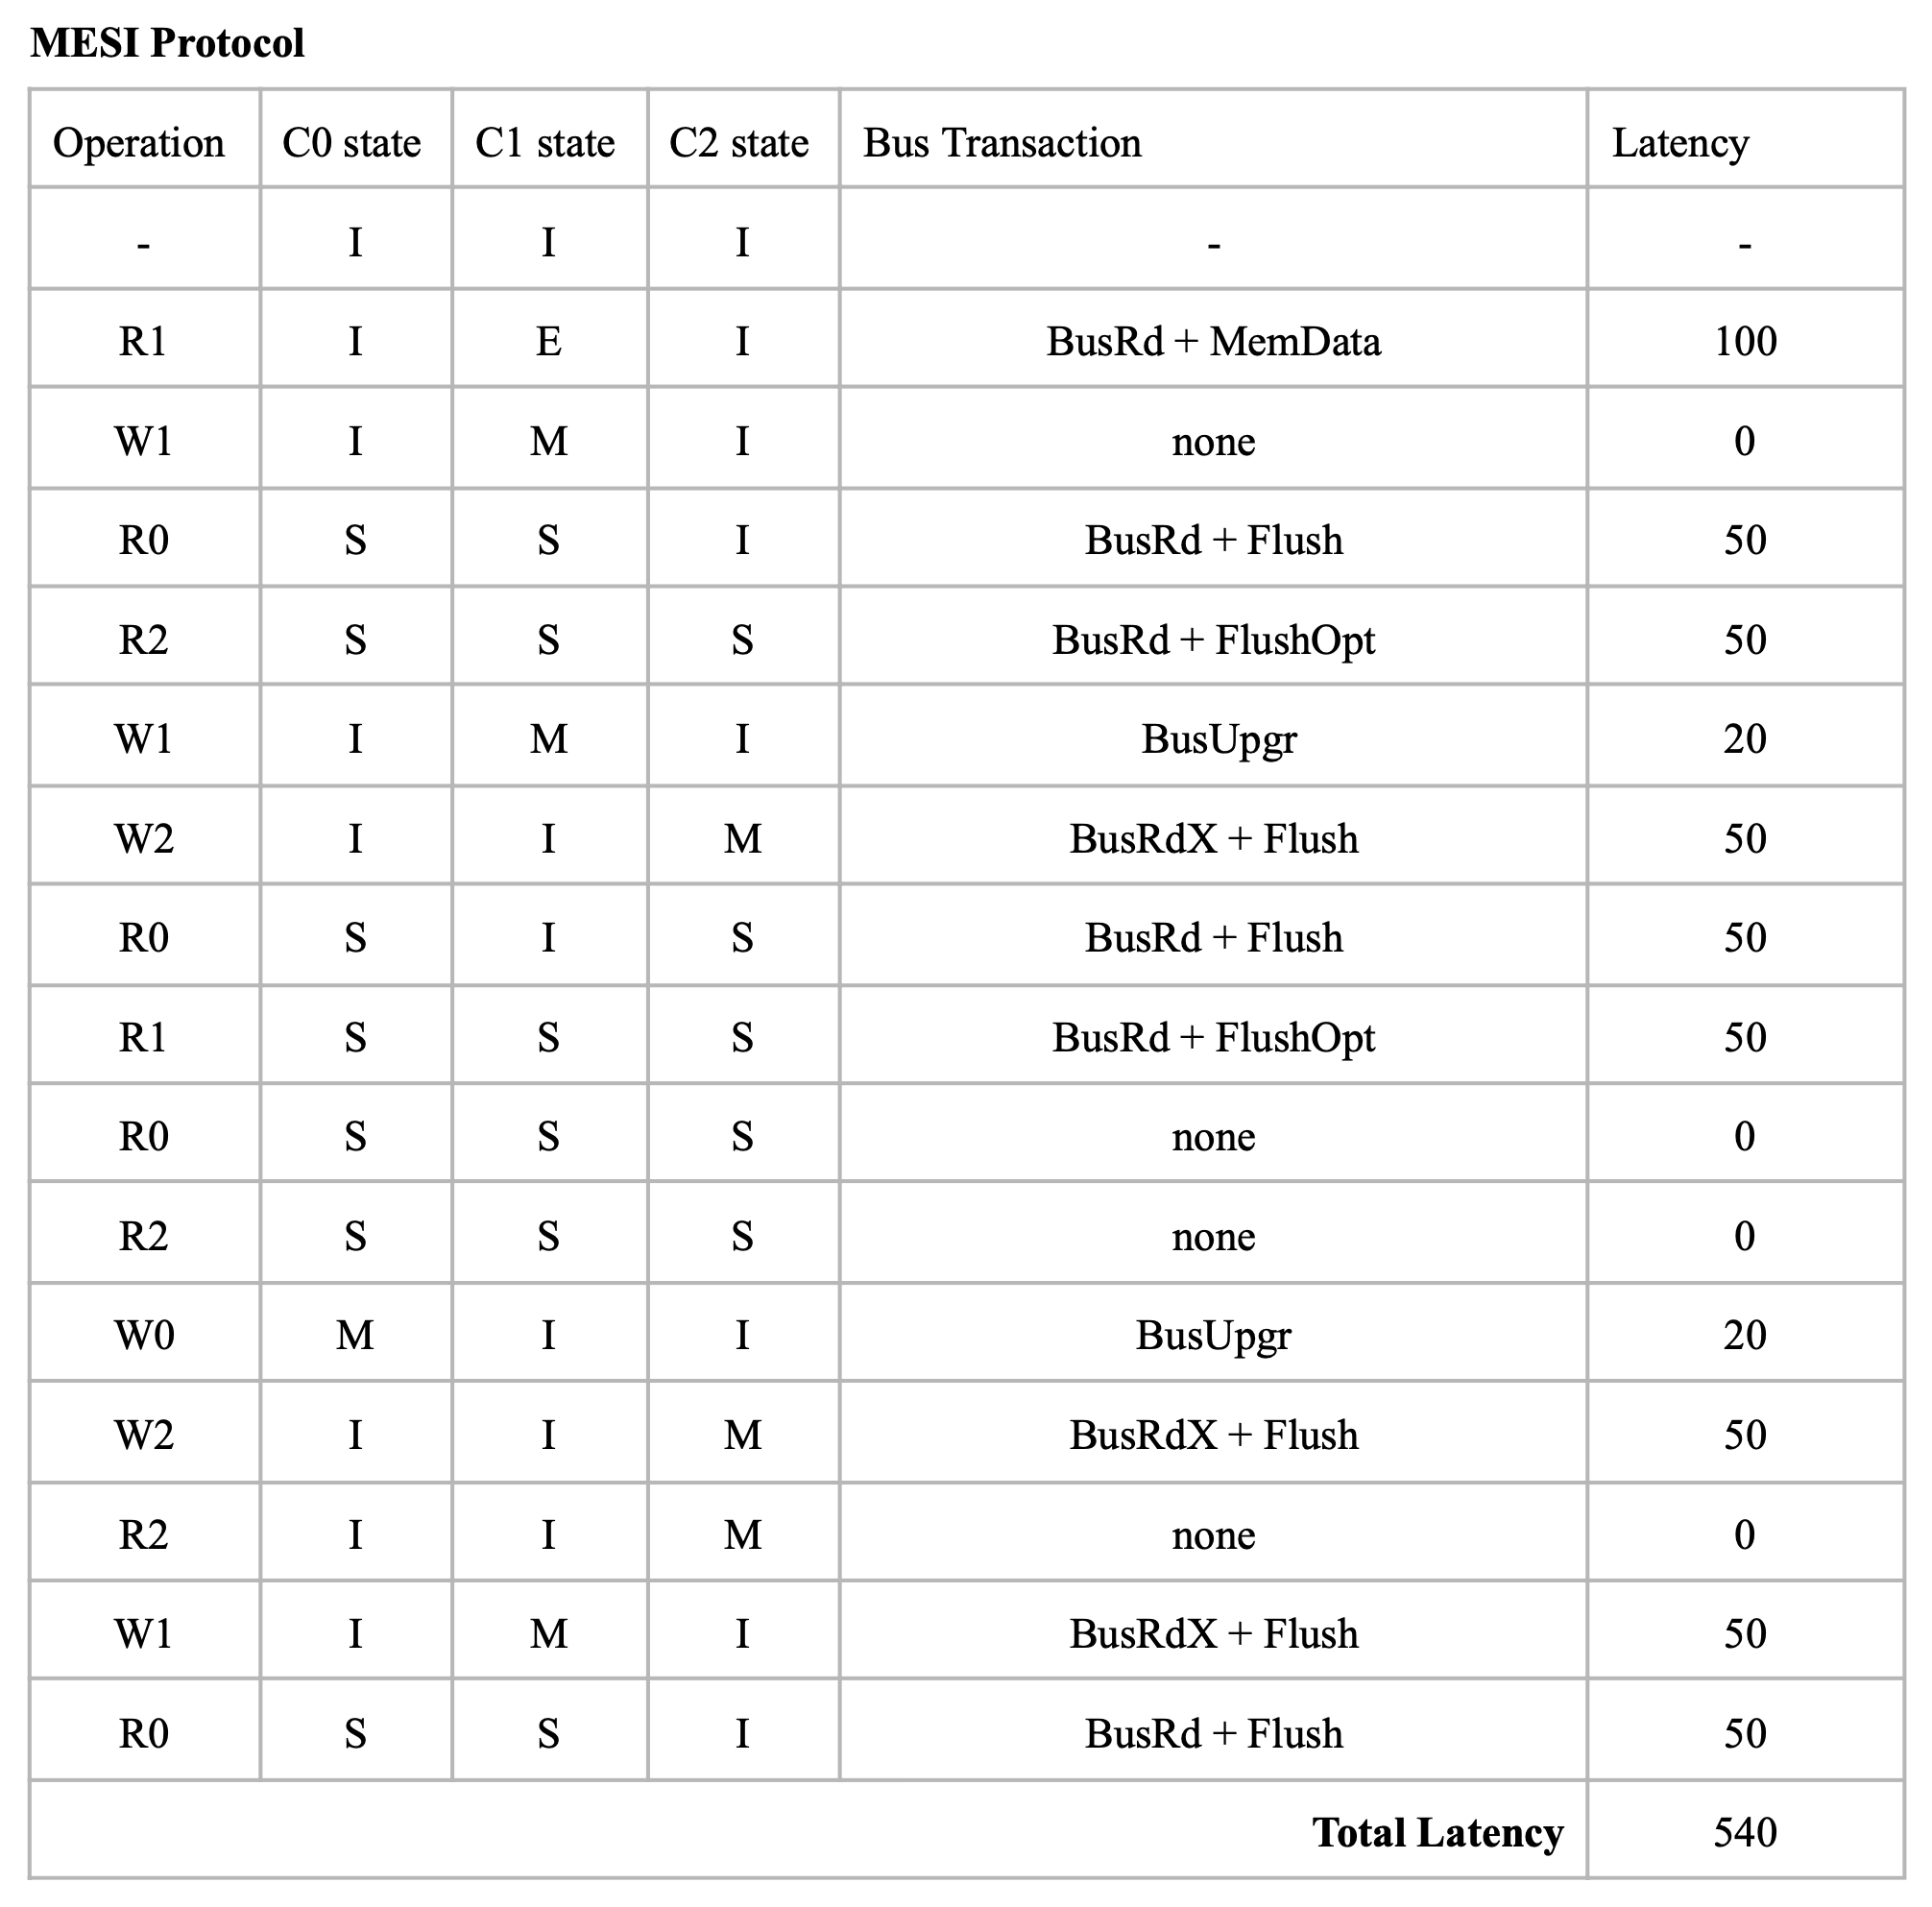 MESI Protocol
Operation C0 state C1 state C2 state Bus Transaction Latency
- I I I - -
R1 I E I BusRd + MemData 100
W1 I M I none 0
R0 S S I BusRd + Flush 50
R2 S S S BusRd + FlushOpt 50
W1 I M I BusUpgr 20
W2 I I M BusRdX + Flush 50
R0 S I S BusRd + Flush 50
R1 S S S BusRd + FlushOpt 50
R0 S S S none 0
R2 S S S none 0
W0 M I I BusUpgr 20
W2 I I M BusRdX + Flush 50
R2 I I M none 0
W1 I M I BusRdX + Flush 50
R0 S S I BusRd + Flush 50
Total Latency 540